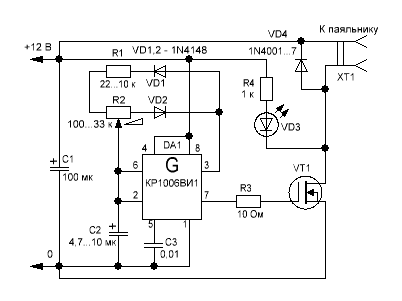 VD4
К паяльнику
+12 В
R1
VD1,2 - 1N4148
1N4001...7
22...10 к
VD1
R4
1 к
XT1
R2
VD2
100...33 к
VD3
4
DA1
8
G
C1
100 мк
6
3
КР1006ВИ1
VT1
2
7
R3
10 Ом
C2
4,7...10 мк
5
1
C3
0,01
0